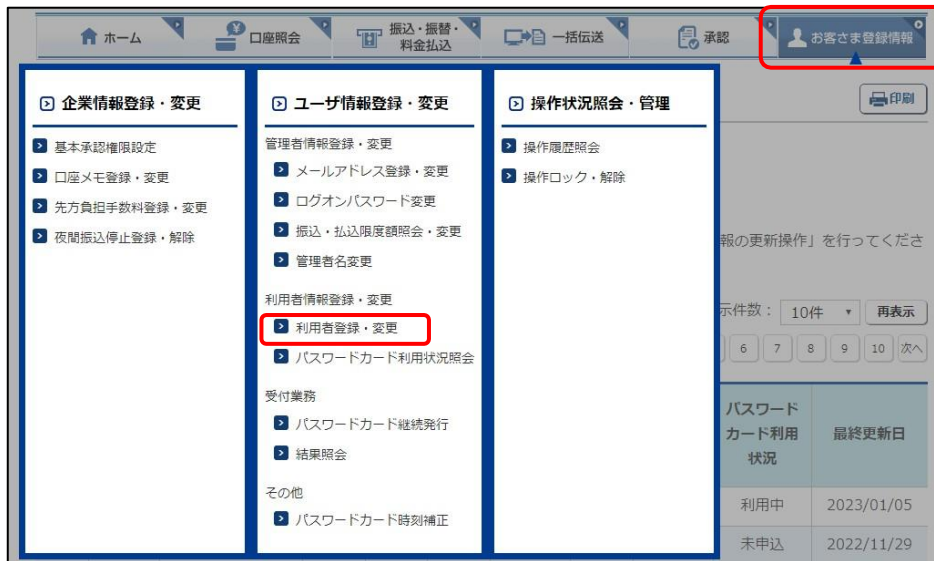 ホーム
口座照会
振込・振替・
料金払込
一括伝送
承認
お客さま登録情報
印刷
企業情報登録・変更
基本承認権限設定
口座メモ登録・変更
先方負担手数料登録・変更
夜間振込停止登録・解除
ユーザ情報登録・変更
管理者情報登録・変更
メールアドレス登録・変更
ログオンパスワード変更
振込・払込限度額照会・変更
管理者名変更
利用者情報登録・変更
利用者登録・変更
パスワードカード利用状況照会
受付業務
パスワードカード継続発行
結果照会
その他
パスワードカード時刻補正
操作状況照会・管理
操作履歴照会
操作ロック・解除
報の更新操作」を行ってくださ
示件数： 10件 再表示
6 7 8 9 10 次へ
パスワード
カード利用
状況
最終更新日
利用中 2023/01/05
未申込 2022/11/29